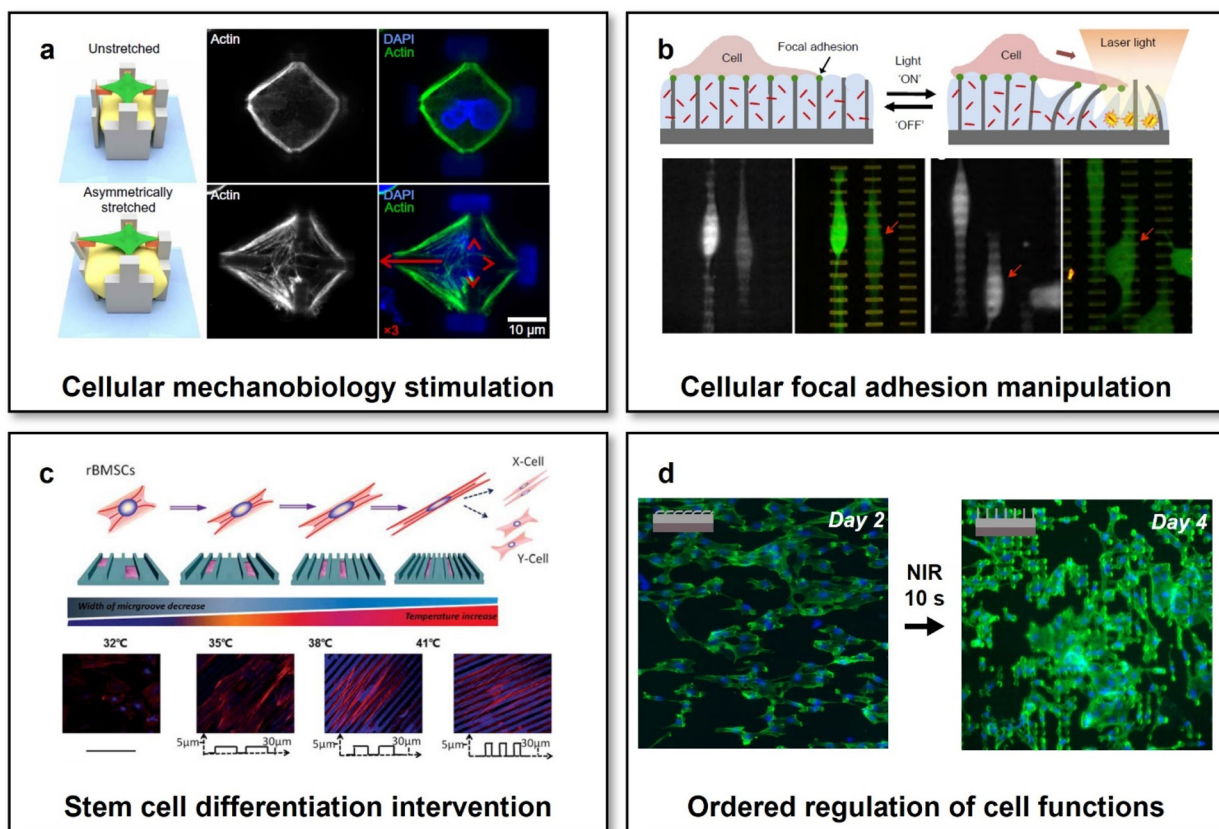 a
Unstretched
Actin
DAPI
Actin
Asymmetrically
stretched
Actin
DAPI
Actin
×3
10 µm
Cellular mechanobiology stimulation
b
Cell
Focal adhesion
Light
'ON'
'OFF'
Cell
Laser light
Cellular focal adhesion manipulation
c
rBMSCs
X-Cell
Y-Cell
Width of micrgroove decrease
Temperature increase
32℃ 35℃ 38℃ 41℃
5µm 30µm 5µm 30µm 5µm 30µm
Stem cell differentiation intervention
d
Day 2
NIR
10 s
Day 4
Ordered regulation of cell functions